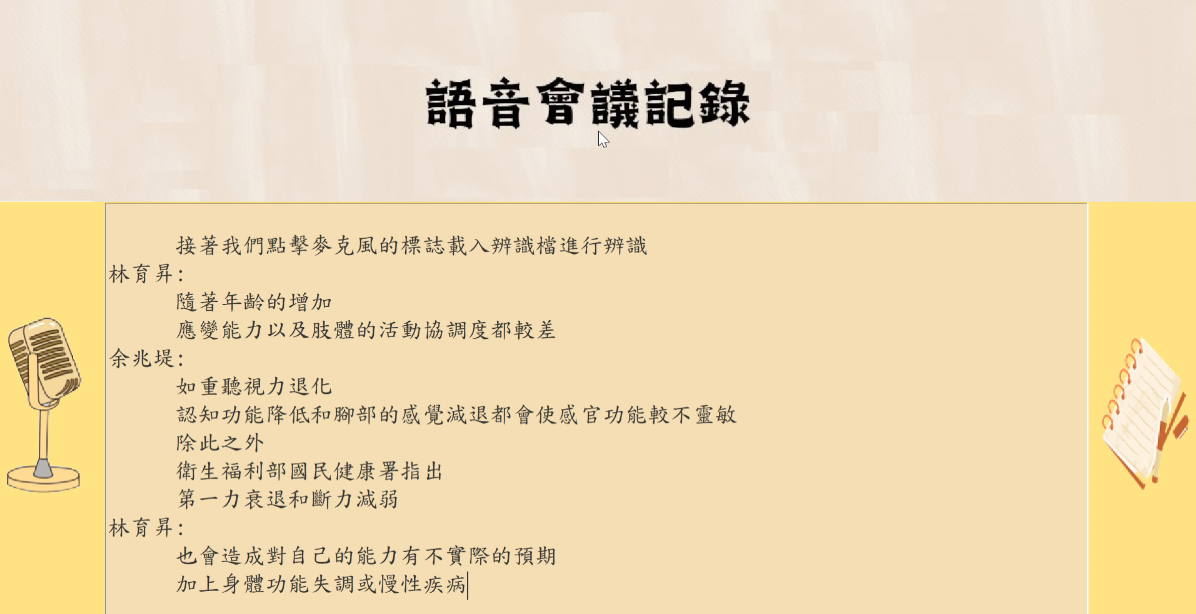 語音會議記錄
接著我們點擊麥克風的標誌載入辨識檔進行辨識
林育昇:
隨著年齡的增加
應變能力以及肢體的活動協調度都較差
余兆堤:
如重聽視力退化
認知功能降低和腳部的感覺減退都會使感官功能較不靈敏
除此之外
衛生福利部國民健康署指出
第一力衰退和斷力減弱
林育昇:
也會造成對自己的能力有不實際的預期
加上身體功能失調或慢性疾病